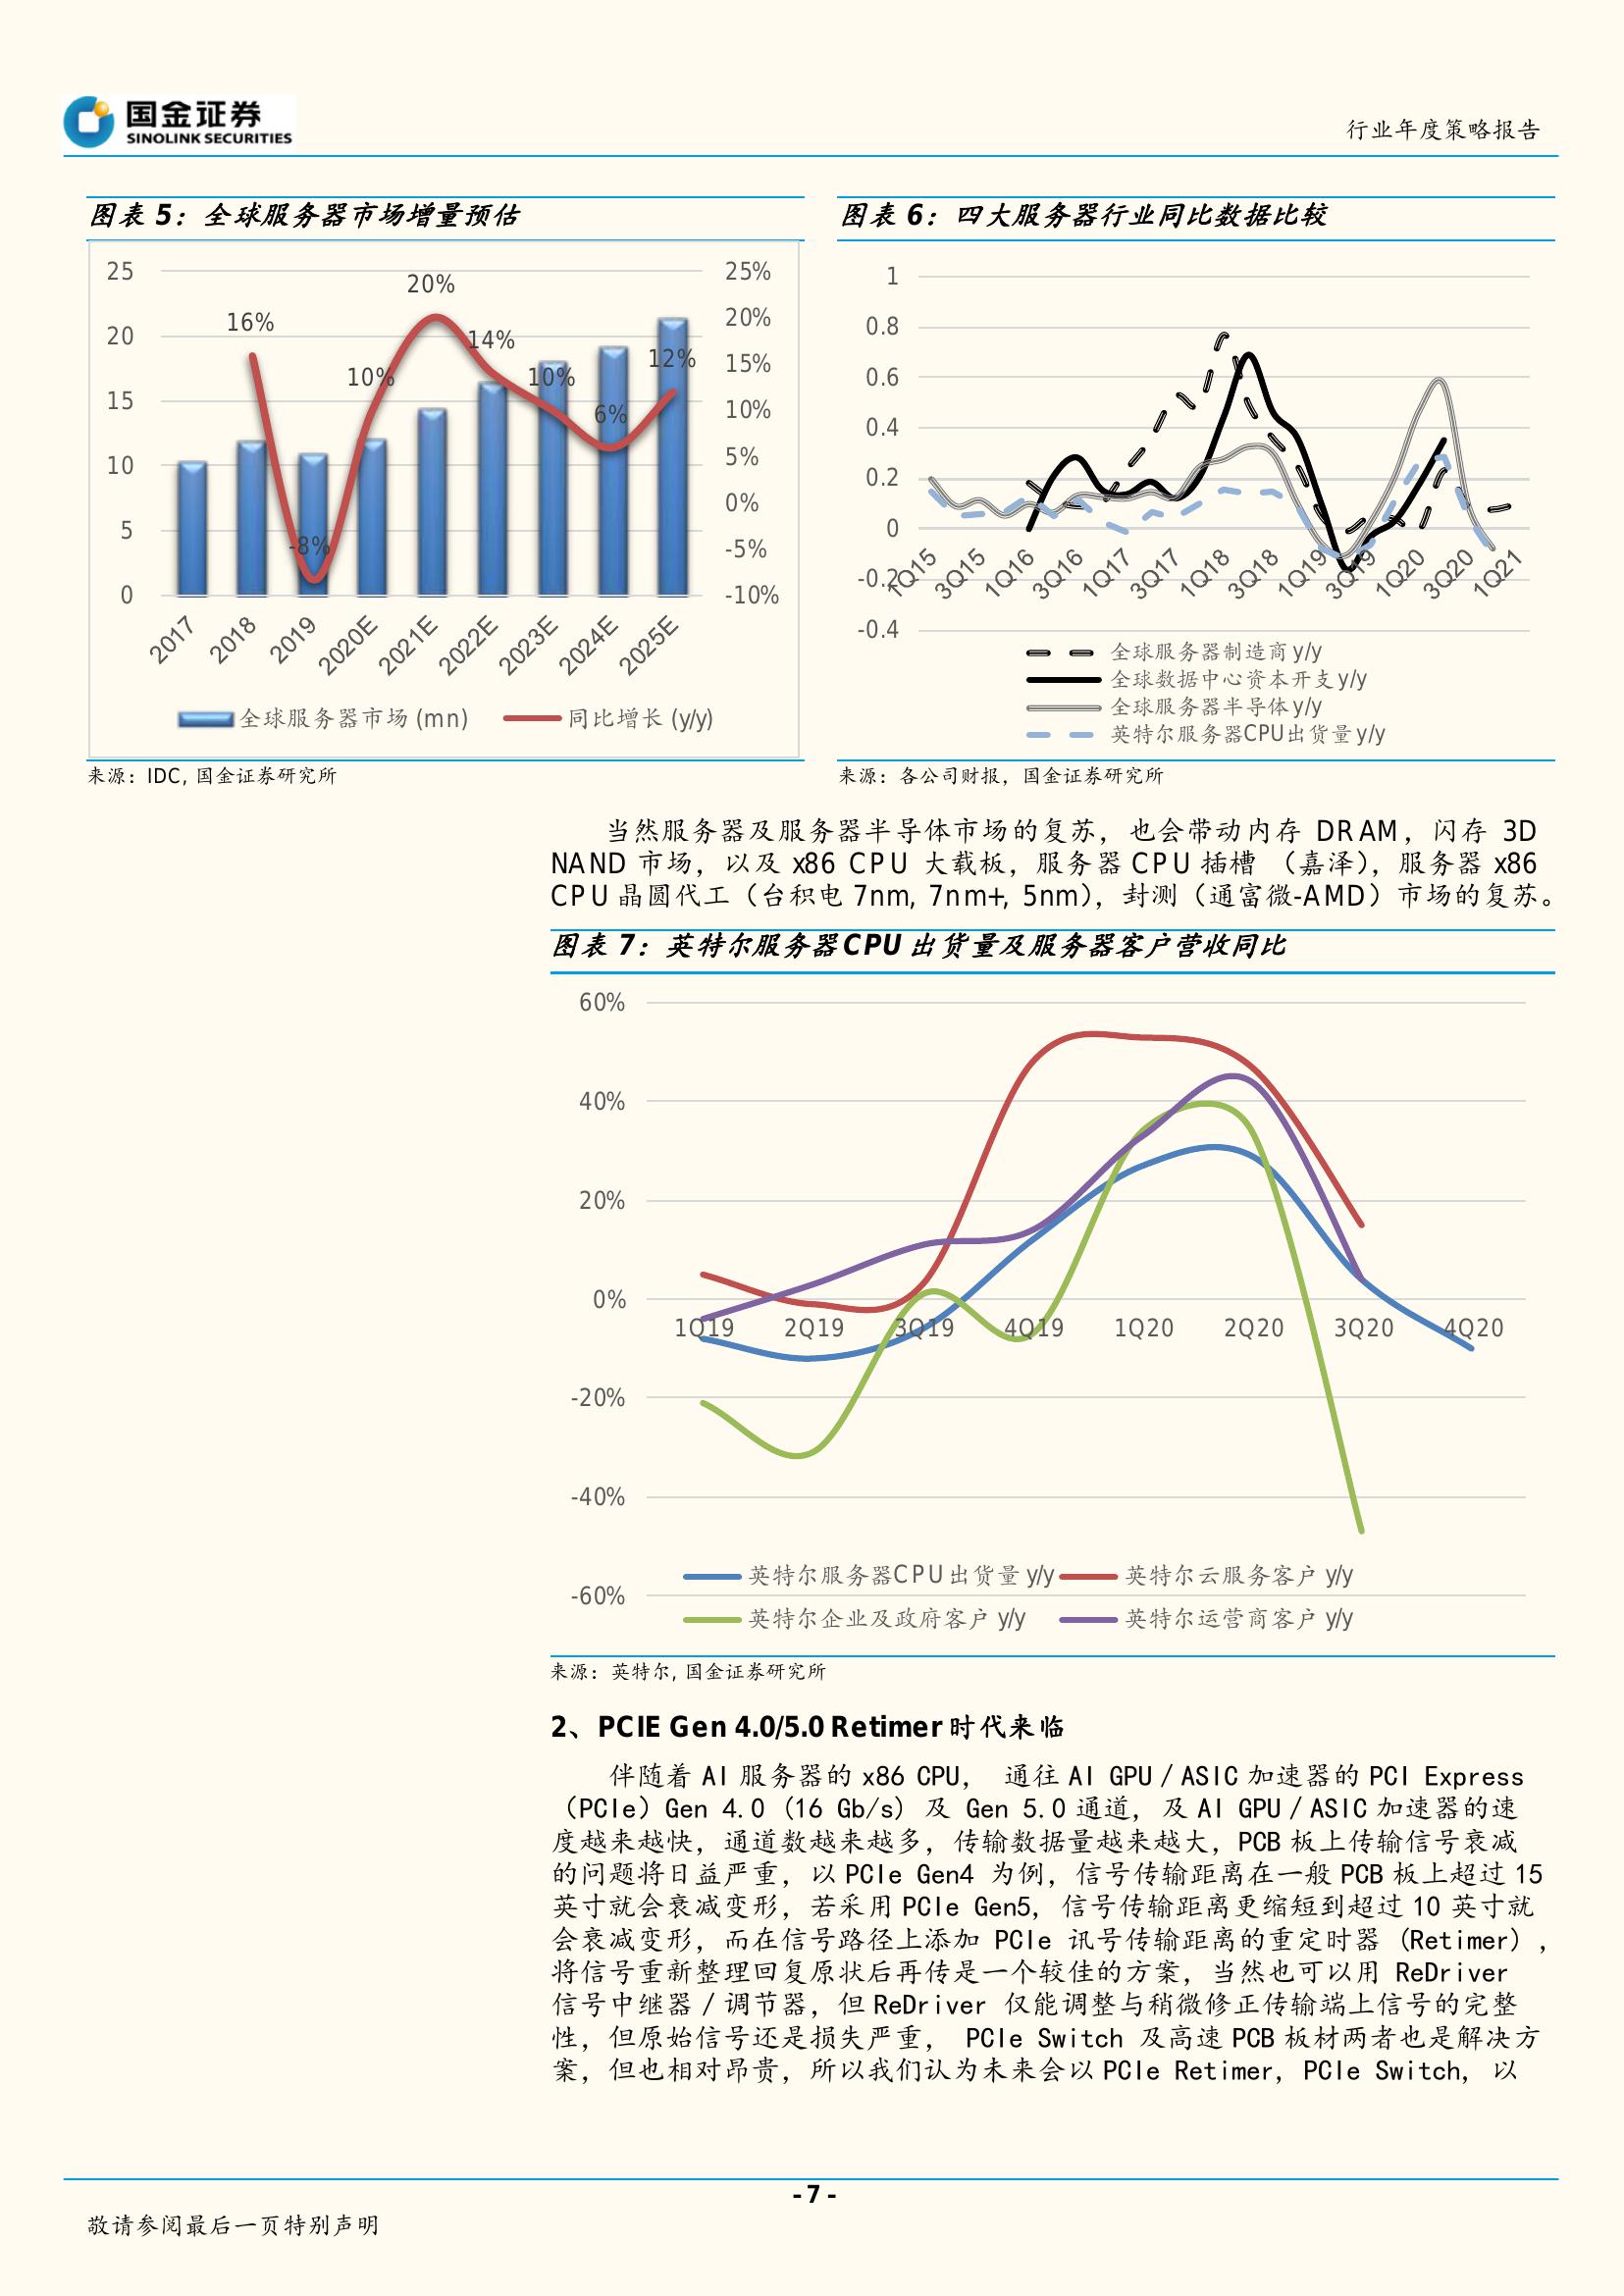 国金证券
SINOLINK SECURITIES
行业年度策略报告
图表 5：全球服务器市场增量预估
25
20
15
10
5
0
25%
20%
15%
10%
5%
0%
-5%
-10%
16%
-8%
10%
20%
14%
10%
6%
12%
2017
2018
2019
2020E
2021E
2022E
2023E
2024E
2025E
全球服务器市场 (mn)
同比增长 (y/y)
来源：IDC, 国金证券研究所
图表 6：四大服务器行业同比数据比较
1
0.8
0.6
0.4
0.2
0
-0.2
-0.4
1Q15
3Q15
1Q16
3Q16
1Q17
3Q17
1Q18
3Q18
1Q19
3Q19
1Q20
3Q20
1Q21
全球服务器制造商 y/y
全球数据中心资本开支 y/y
全球服务器半导体 y/y
英特尔服务器CPU出货量 y/y
来源：各公司财报，国金证券研究所
当然服务器及服务器半导体市场的复苏，也会带动内存 DRAM，闪存 3D
NAND 市场，以及 x86 CPU 大载板，服务器 CPU 插槽 （嘉泽），服务器 x86
CPU 晶圆代工（台积电 7nm, 7nm+, 5nm），封测（通富微-AMD）市场的复苏。
图表 7：英特尔服务器 CPU 出货量及服务器客户营收同比
60%
40%
20%
0%
-20%
-40%
-60%
1Q19
2Q19
3Q19
4Q19
1Q20
2Q20
3Q20
4Q20
英特尔服务器CPU出货量 y/y
英特尔云服务客户 y/y
英特尔企业及政府客户 y/y
英特尔运营商客户 y/y
来源：英特尔, 国金证券研究所
2、PCIE Gen 4.0/5.0 Retimer 时代来临
伴随着 AI 服务器的 x86 CPU， 通往 AI GPU / ASIC 加速器的 PCI Express
（PCIe）Gen 4.0 (16 Gb/s) 及 Gen 5.0 通道，及 AI GPU / ASIC 加速器的速
度越来越快，通道数越来越多，传输数据量越来越大，PCB 板上传输信号衰减
的问题将日益严重，以 PCIe Gen4 为例，信号传输距离在一般 PCB 板上超过 15
英寸就会衰减变形，若采用 PCIe Gen5，信号传输距离更缩短到超过 10 英寸就
会衰减变形，而在信号路径上添加 PCIe 讯号传输距离的重定时器 (Retimer)，
将信号重新整理回复原状后再传是一个较佳的方案，当然也可以用 ReDriver
信号中继器 / 调节器，但 ReDriver 仅能调整与稍微修正传输端上信号的完整
性，但原始信号还是损失严重， PCIe Switch 及高速 PCB 板材两者也是解决方
案，但也相对昂贵，所以我们认为未来会以 PCIe Retimer, PCIe Switch, 以
- 7 -
敬请参阅最后一页特别声明